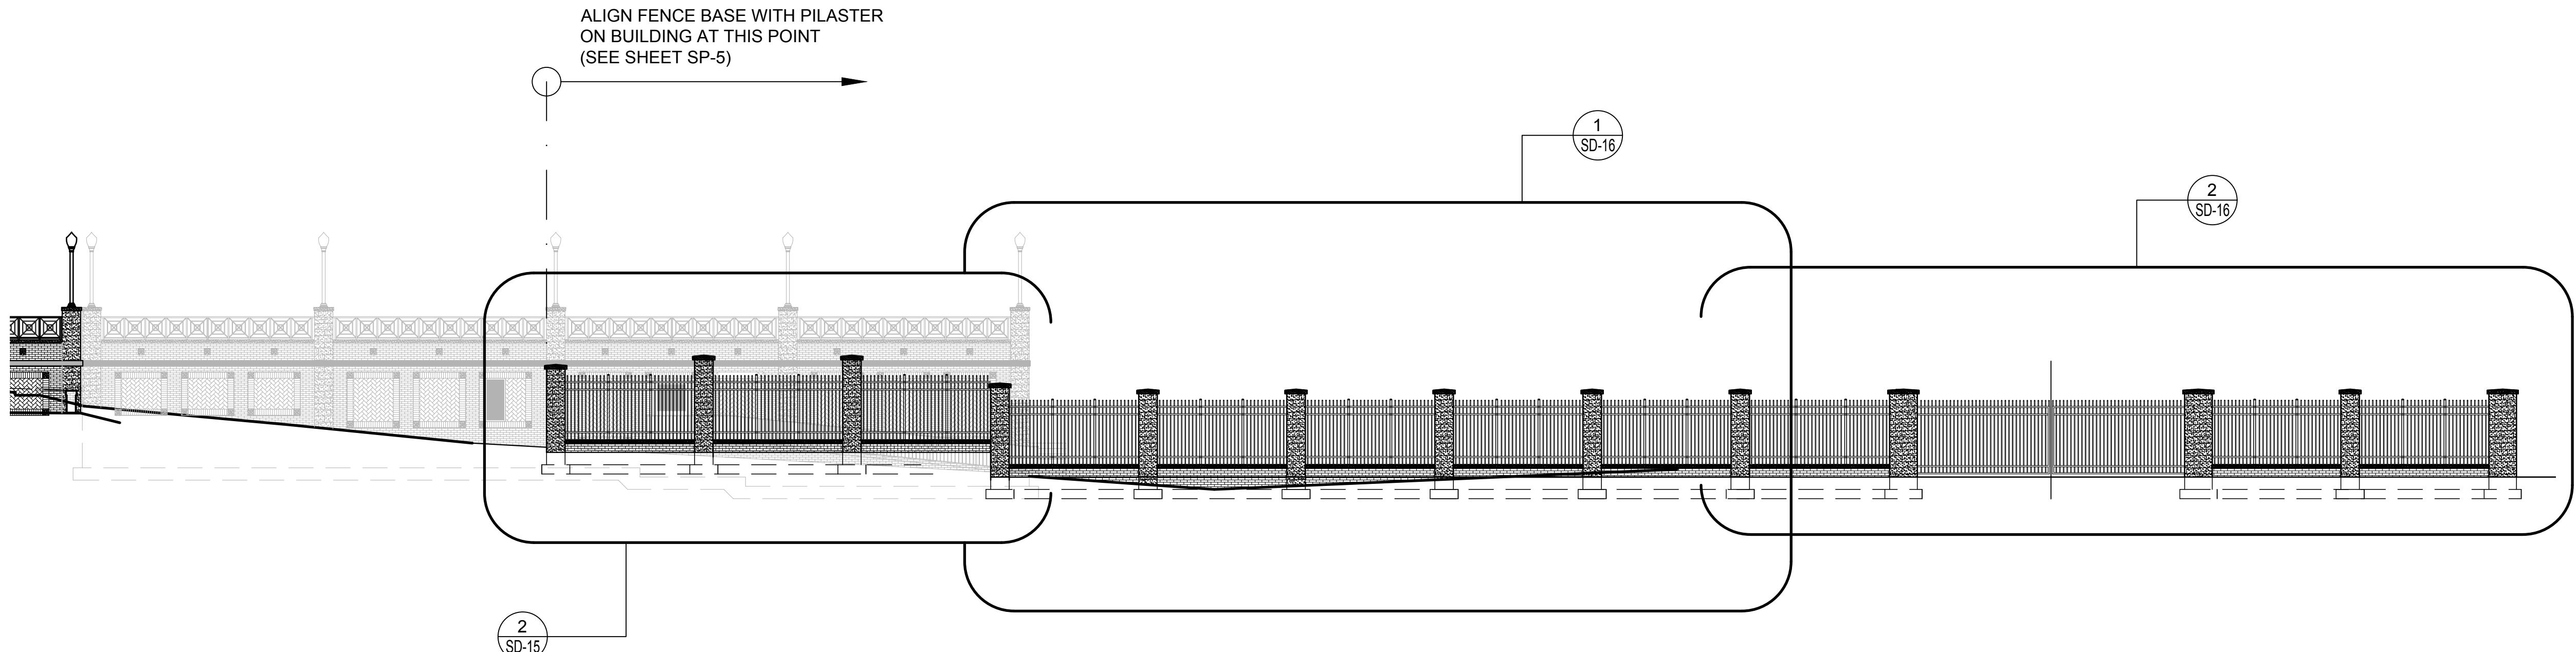 ALIGN FENCE BASE WITH PILASTER
ON BUILDING AT THIS POINT
(SEE SHEET SP-5)
1
SD-16
2
SD-16
2
SD-15